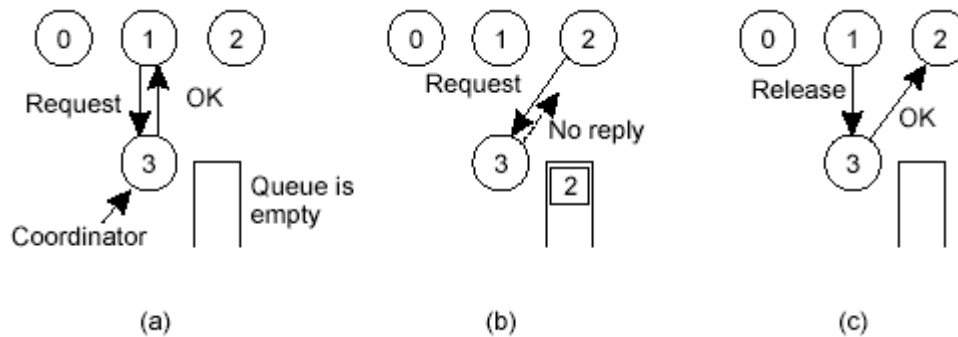 0 1 2
Request OK
3
Queue is
empty
Coordinator
(a)
0 1 2
Request
No reply
3
2
(b)
0 1 2
Release
OK
3
(c)